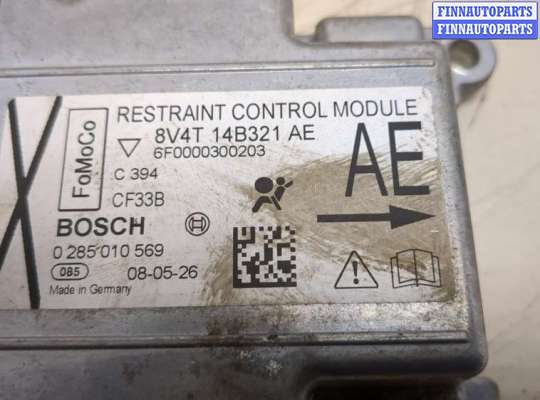 FINNAUTOPARTS
FINNAUTOPARTS
FINNAUTOPARTS
FoMoCo
RESTRAINT CONTROL MODULE
8V4T 14B321 AE
6F0000300203
C 394
CF33B
AE
BOSCH
0 285 010 569
085
08-05-26
Made in Germany